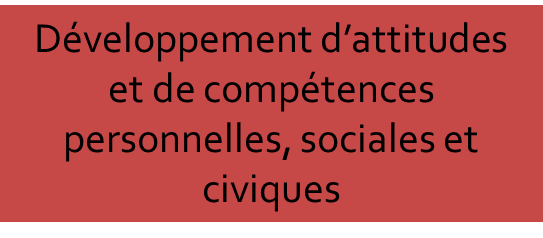 Développement d’attitudes
et de compétences
personnelles, sociales et
civiques